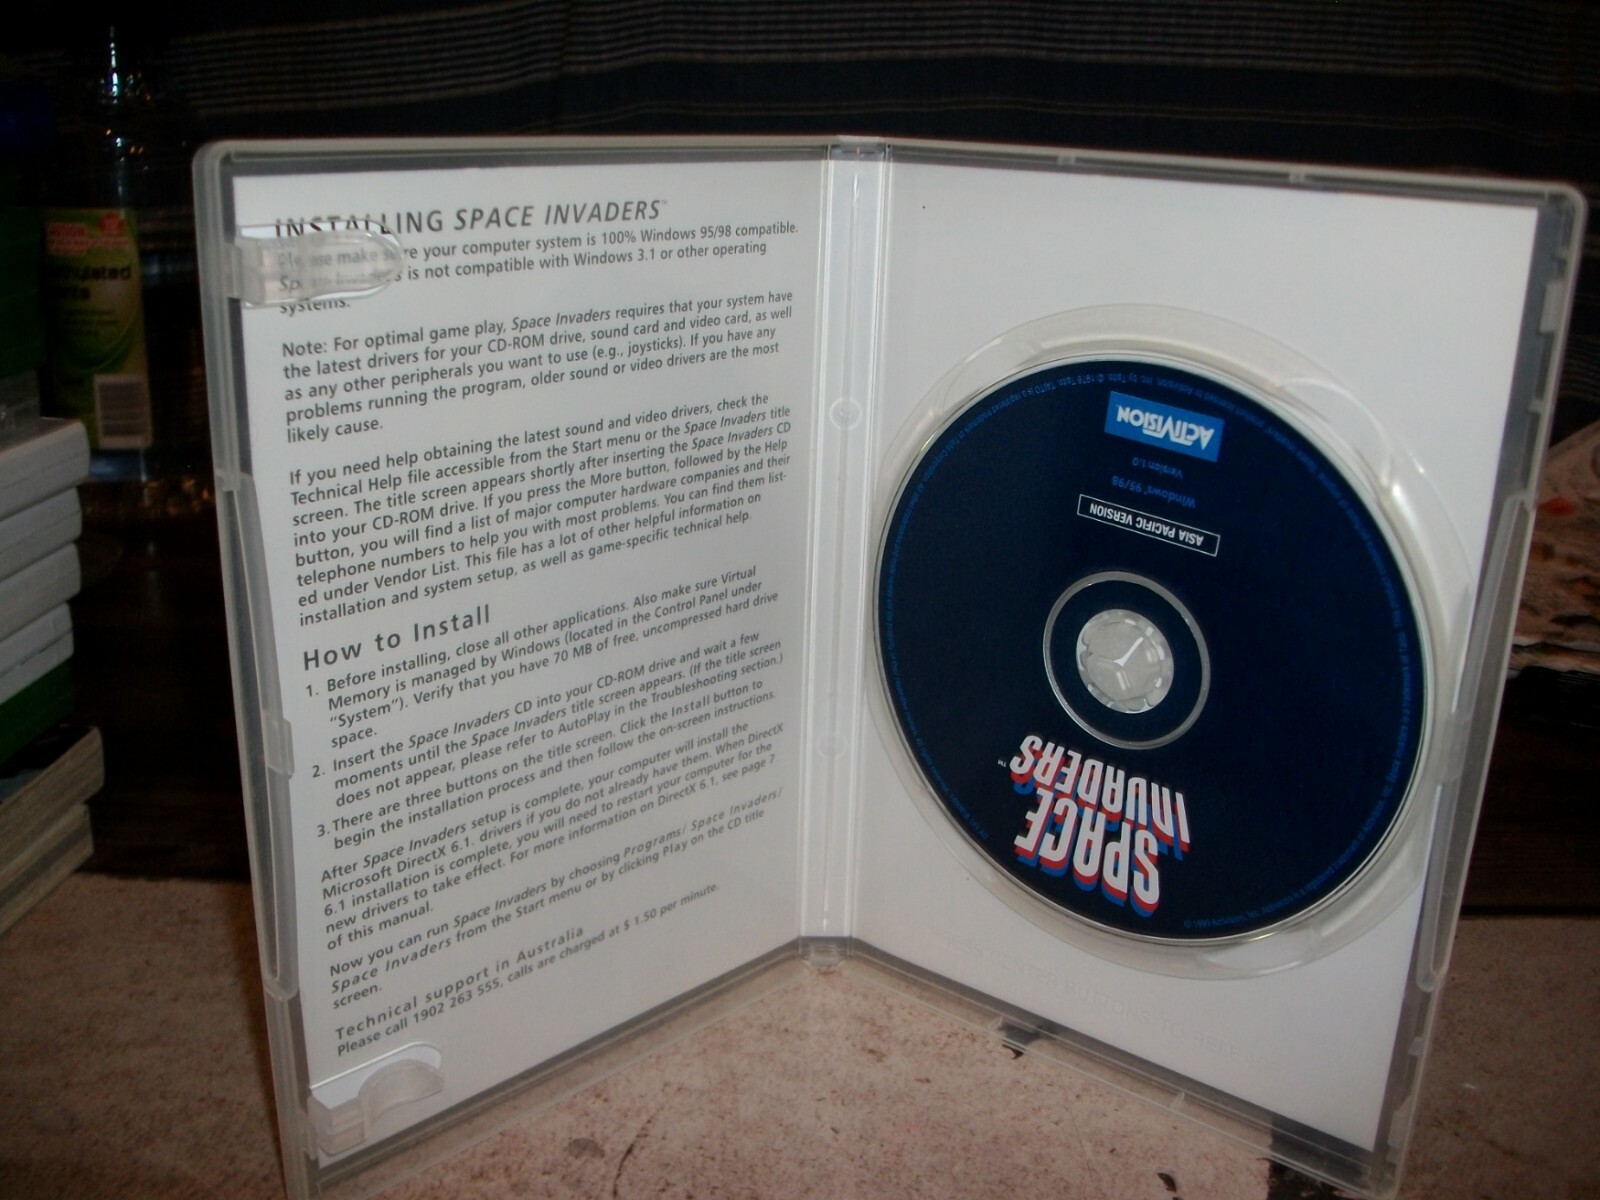 INSTALLING SPACE INVADERS™
Please make sure your computer system is 100% Windows 95/98 compatible.
Space Invaders is not compatible with Windows 3.1 or other operating
systems.
Note: For optimal game play, Space Invaders requires that your system have
the latest drivers for your CD-ROM drive, sound card and video card, as well
as any other peripherals you want to use (e.g., joysticks). If you have any
problems running the program, older sound or video drivers are the most
likely cause.
If you need help obtaining the latest sound and video drivers, check the
Technical Help file accessible from the Start menu or the Space Invaders title
screen. The title screen appears shortly after inserting the Space Invaders CD
into your CD-ROM drive. If you press the More button, followed by the Help
button, you will find a list of major computer hardware companies and their
telephone numbers to help you with most problems. You can find them list-
ed under Vendor List. This file has a lot of other helpful information on
installation and system setup, as well as game-specific technical help.
How to Install
1. Before installing, close all other applications. Also make sure Virtual
Memory is managed by Windows (located in the Control Panel under
“System”). Verify that you have 70 MB of free, uncompressed hard drive
space.
2. Insert the Space Invaders CD into your CD-ROM drive and wait a few
moments until the Space Invaders title screen appears. (If the title screen
does not appear, please refer to AutoPlay in the Troubleshooting section.)
3. There are three buttons on the title screen. Click the Install button to
begin the installation process and then follow the on-screen instructions.
After Space Invaders setup is complete, your computer will install the
Microsoft DirectX 6.1. drivers if you do not already have them. When DirectX
6.1 installation is complete, you will need to restart your computer for the
new drivers to take effect. For more information on DirectX 6.1, see page 7
of this manual.
Now you can run Space Invaders by choosing Programs/ Space Invaders/
Space Invaders from the Start menu or by clicking Play on the CD title
screen.
Technical support in Australia
Please call 1902 263 555, calls are charged at $ 1.50 per minute.
SPACE
INVADERS™
ASIA PACIFIC VERSION
Windows® 95/98
Version 1.0
ACTIVISION